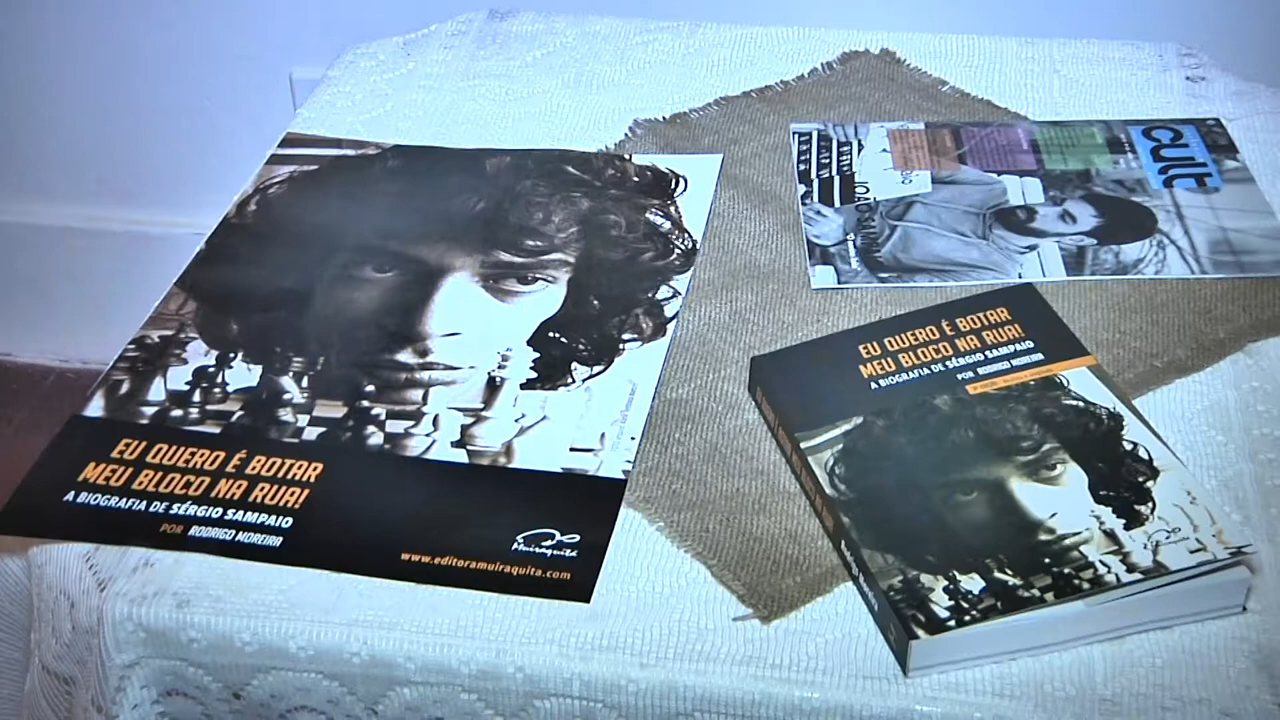 EU QUERO É BOTAR
MEU BLOCO NA RUA!
A BIOGRAFIA DE SÉRGIO SAMPAIO
POR RODRIGO MOREIRA
Muiraquitã
www.editoramuiraquita.com
cult
EU QUERO É BOTAR
MEU BLOCO NA RUA!
A BIOGRAFIA DE SÉRGIO SAMPAIO
POR RODRIGO MOREIRA